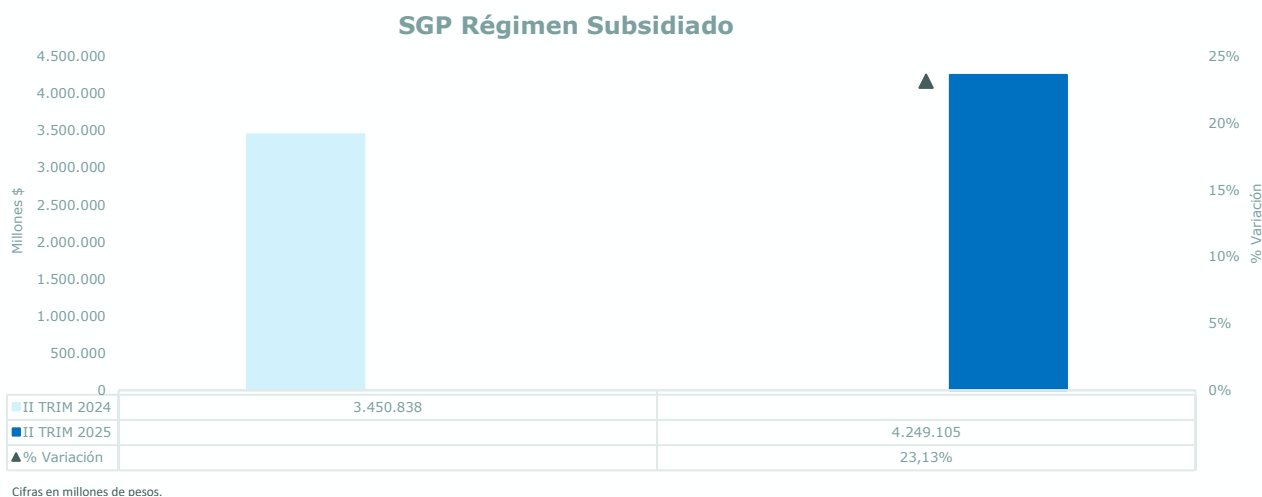 SGP Régimen Subsidiado
4.500.000
4.000.000
3.500.000
3.000.000
2.500.000
2.000.000
1.500.000
1.000.000
500.000
0
Millones $
25%
20%
15%
10%
5%
0%
% Variación
II TRIM 2024 3.450.838
II TRIM 2025 4.249.105
% Variación 23,13%
Cifras en millones de pesos.